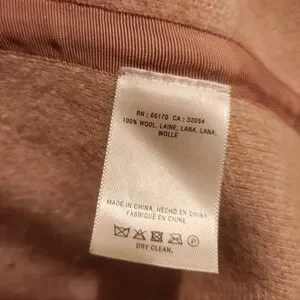 RN : 66170 CA : 32054
100% WOOL, LAINE, LANA, LANA,
WOLLE
MADE IN CHINA, HECHO EN CHINA
FABRIQUÉ EN CHINE
P
DRY CLEAN.